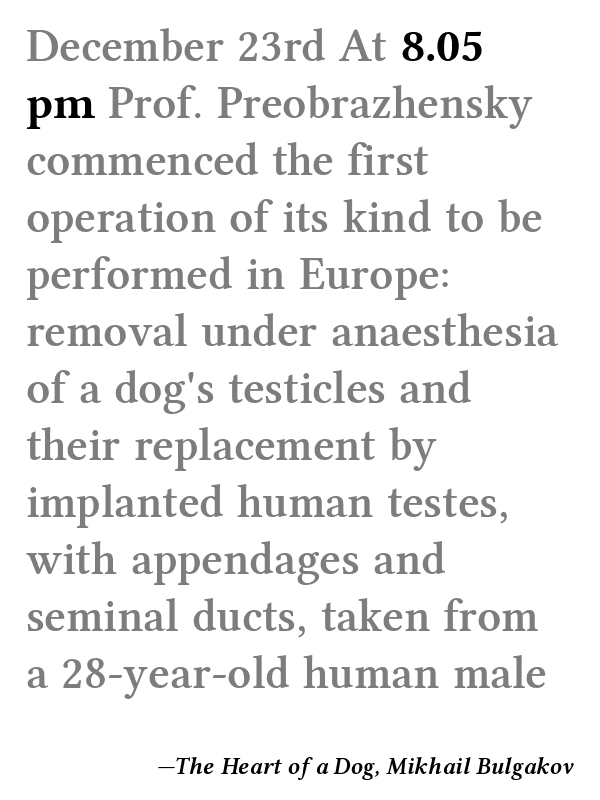 December 23rd At 8.05
pm Prof. Preobrazhensky
commenced the first
operation of its kind to be
performed in Europe:
removal under anaesthesia
of a dog's testicles and
their replacement by
implanted human testes,
with appendages and
seminal ducts, taken from
a 28-year-old human male
—The Heart of a Dog, Mikhail Bulgakov